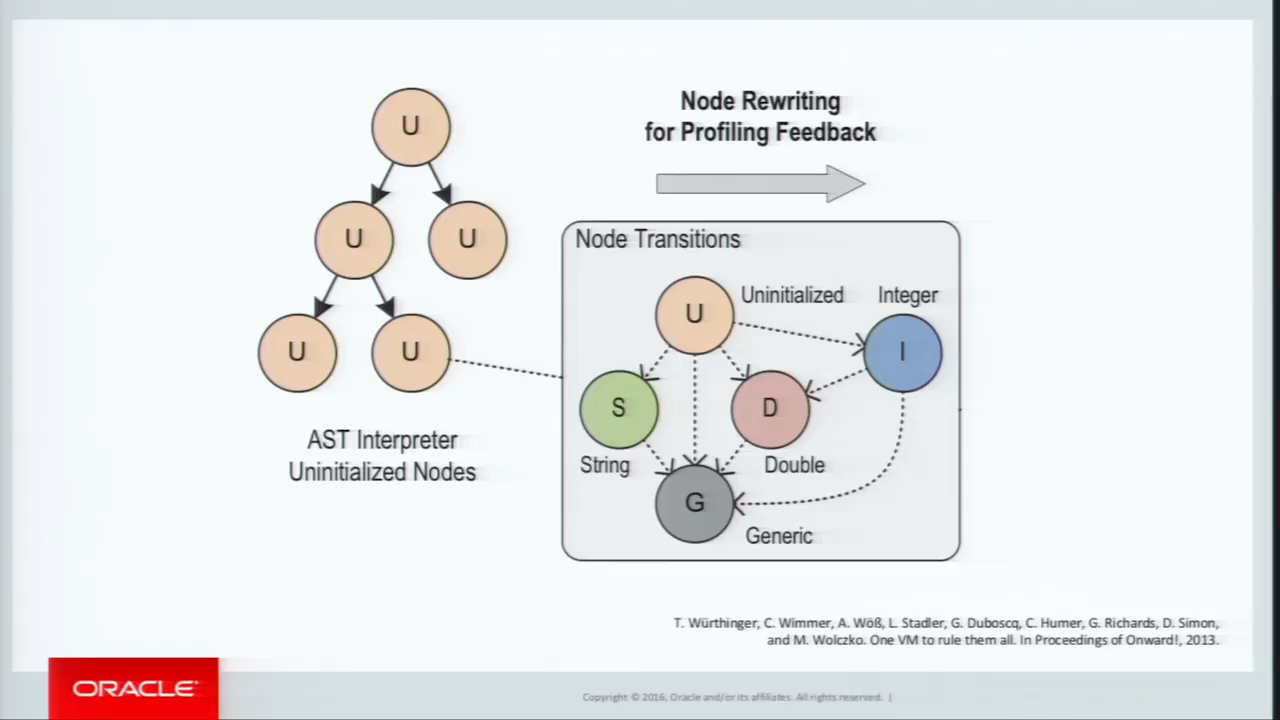 Node Rewriting
for Profiling Feedback
U
U
U
U
U
AST Interpreter
Uninitialized Nodes
Node Transitions
U
Uninitialized
Integer
I
S
D
String
Double
G
Generic
T. Würthinger, C. Wimmer, A. Wöß, L. Stadler, G. Duboscq, C. Humer, G. Richards, D. Simon,
and M. Wolczko. One VM to rule them all. In Proceedings of Onward!, 2013.
ORACLE®
Copyright © 2016, Oracle and/or its affiliates. All rights reserved. |